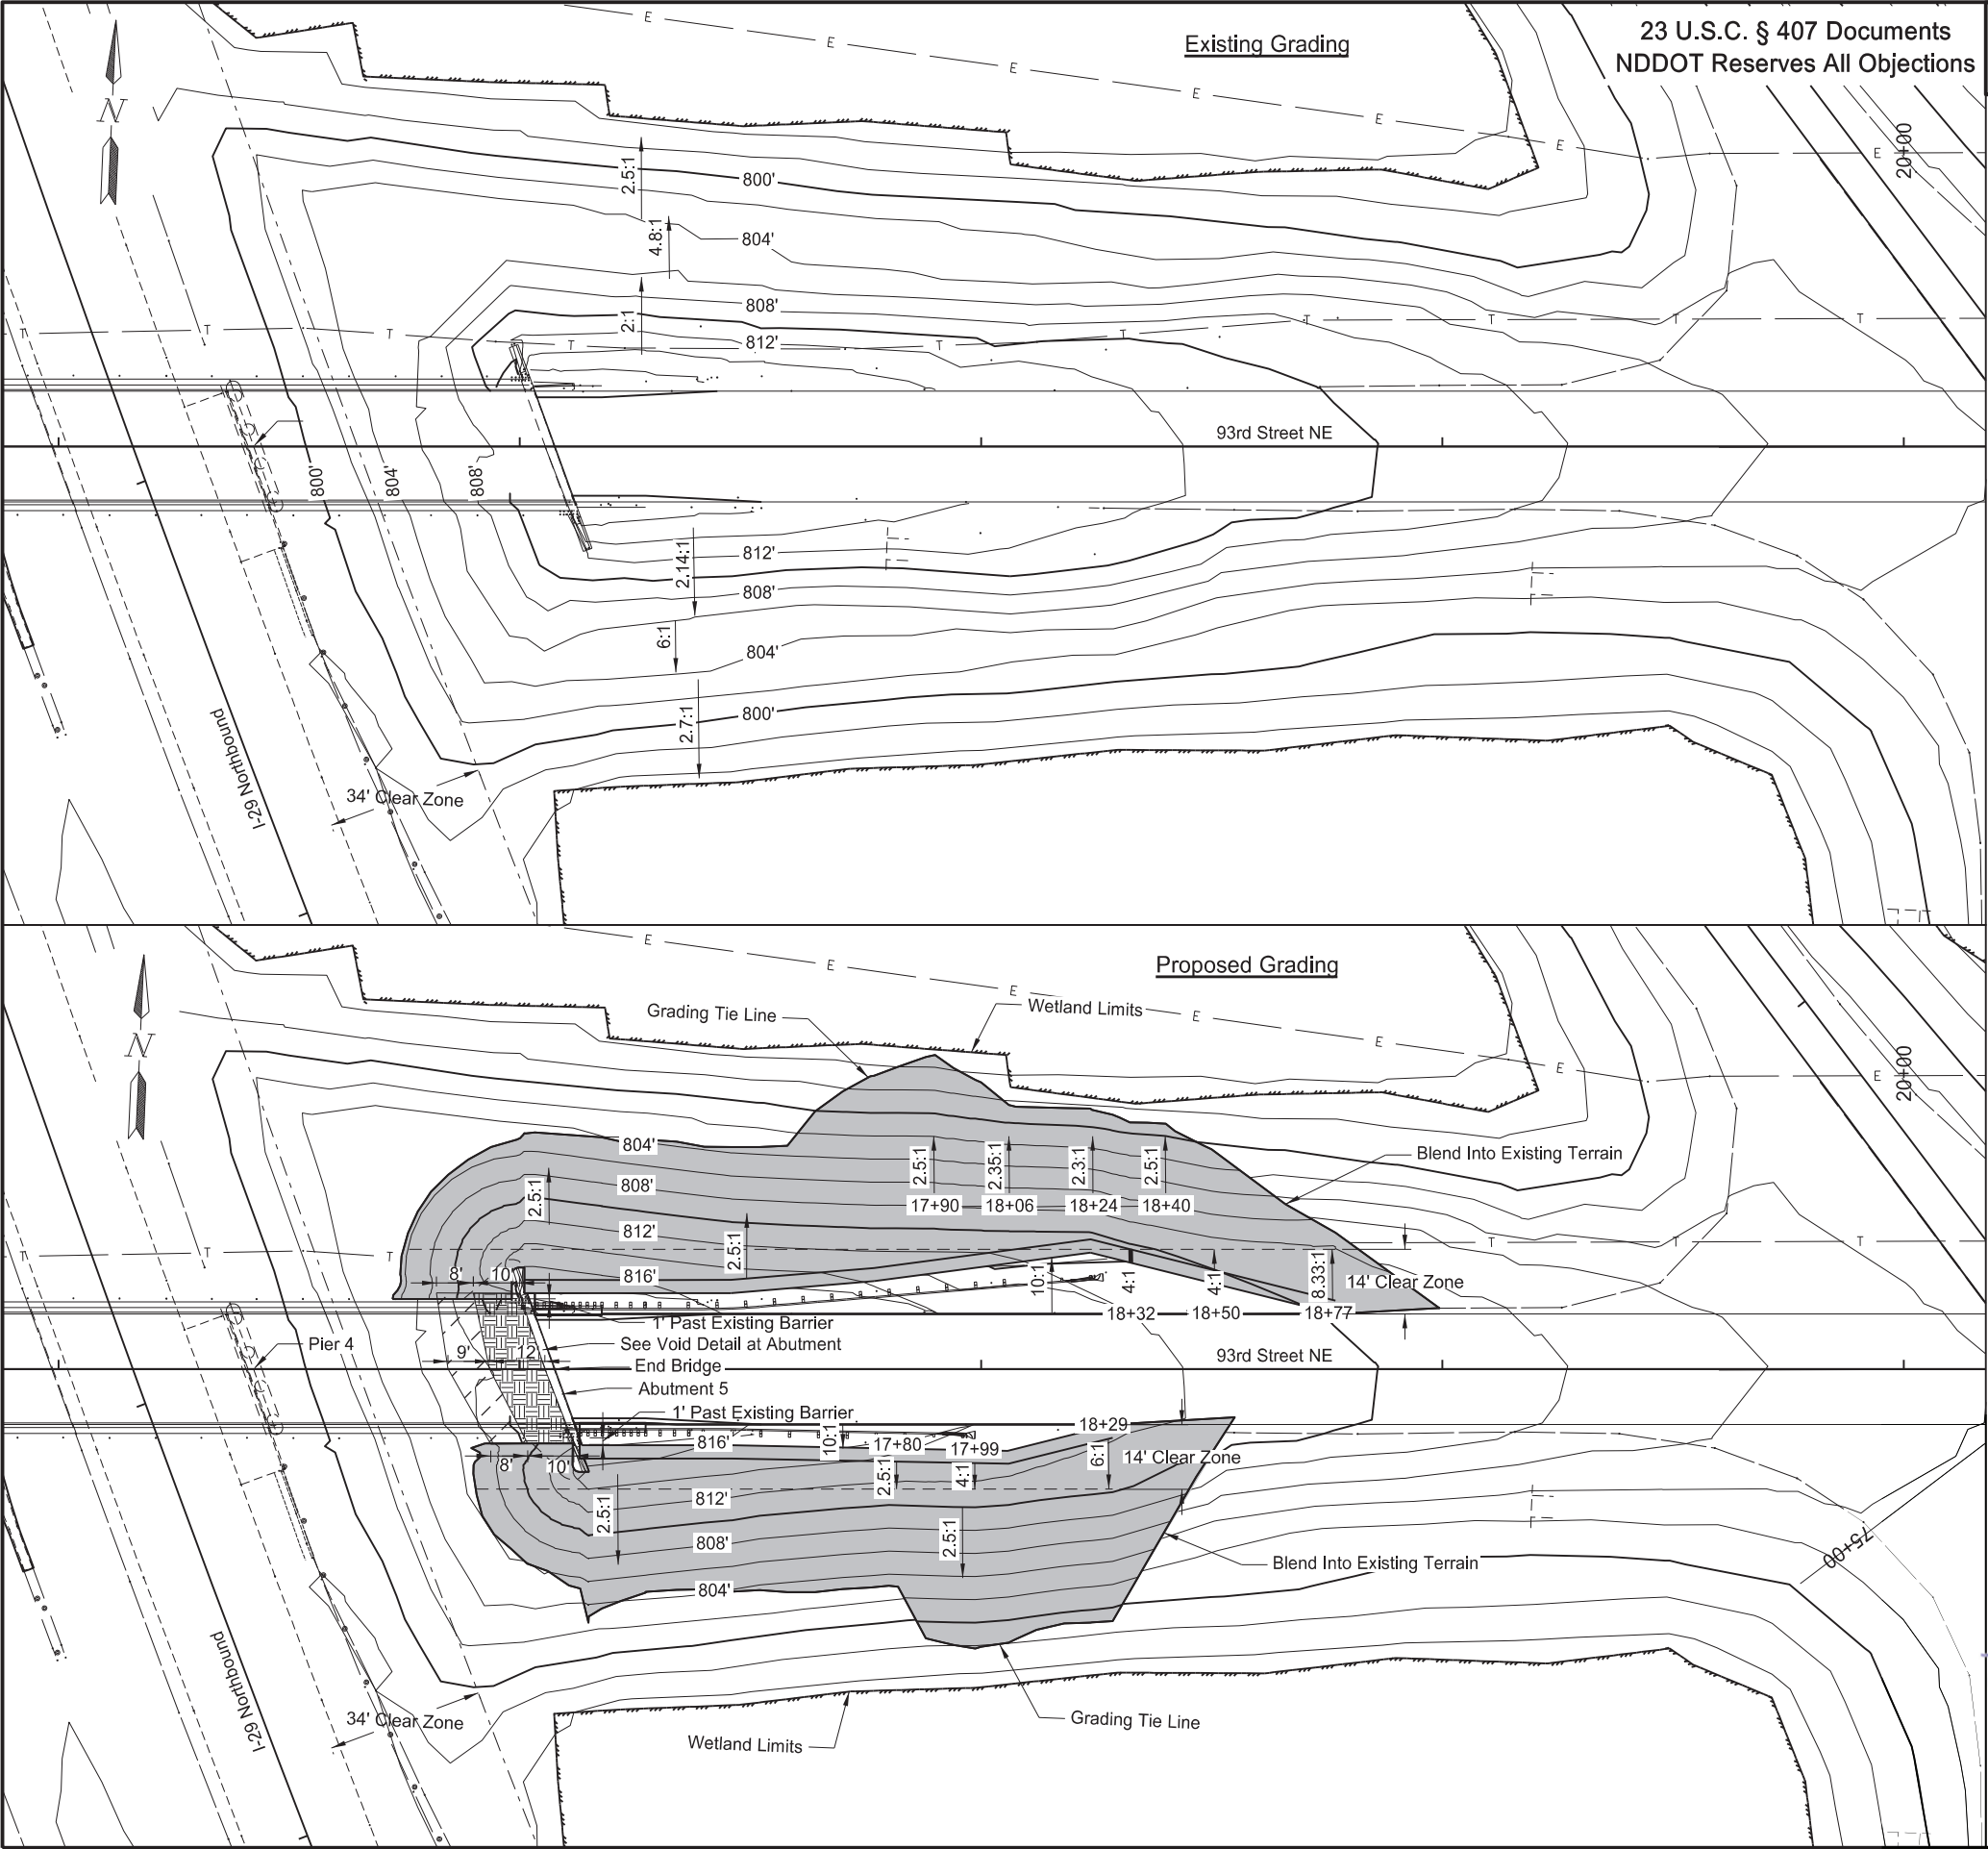 23 U.S.C. § 407 Documents
NDDOT Reserves All Objections
Existing Grading
E
E
E
E
E
E
E
N
20+00
2.5:1
800'
4.8:1
804'
808'
2:1
812'
T
T
T
T
T
T
T
T
T
T
93rd Street NE
800'
804'
808'
2.14:1
812'
808'
6:1
804'
2.7:1
800'
I-29 Northbound
34' Clear Zone
Proposed Grading
E
E
E
E
E
E
E
N
20+00
Grading Tie Line
Wetland Limits
804'
808'
2.5:1
812'
2.5:1
816'
2.5:1
2.35:1
2.3:1
2.5:1
17+90
18+06
18+24
18+40
Blend Into Existing Terrain
T
T
T
T
T
T
8'
10'
10:1
4:1
4:1
8.33:1
14' Clear Zone
18+32
18+50
18+77
1' Past Existing Barrier
Pier 4
See Void Detail at Abutment
9'
12'
End Bridge
93rd Street NE
Abutment 5
1' Past Existing Barrier
18+29
816'
10:1
17+80
17+99
8'
10'
2.5:1
4:1
6:1
14' Clear Zone
2.5:1
812'
808'
2.5:1
804'
Blend Into Existing Terrain
75+00
I-29 Northbound
34' Clear Zone
Wetland Limits
Grading Tie Line